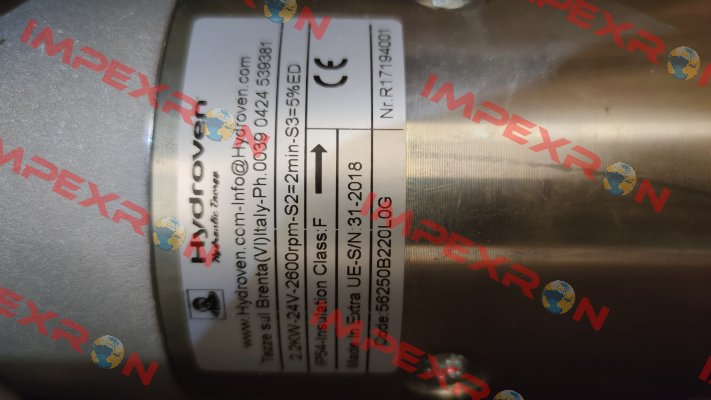 Hydroven
Hydraulic Energy
www.Hydroven.com-Info@Hydroven.com
Tezze sul Brenta(VI)Italy-Ph.0039 0424 539381
2.2KW-24V-2600rpm-S2=2min-S3=5%ED
IP54-Insulation Class:F → CE
Made in Extra UE-S/N:31-2018
Code:56250B220L0G Nr.R17194001
IMPEXRON
IMPEXRON
IMPEXRON
IMPEXRON
IMPEXRON
IMPEXRON
IMPEXRON